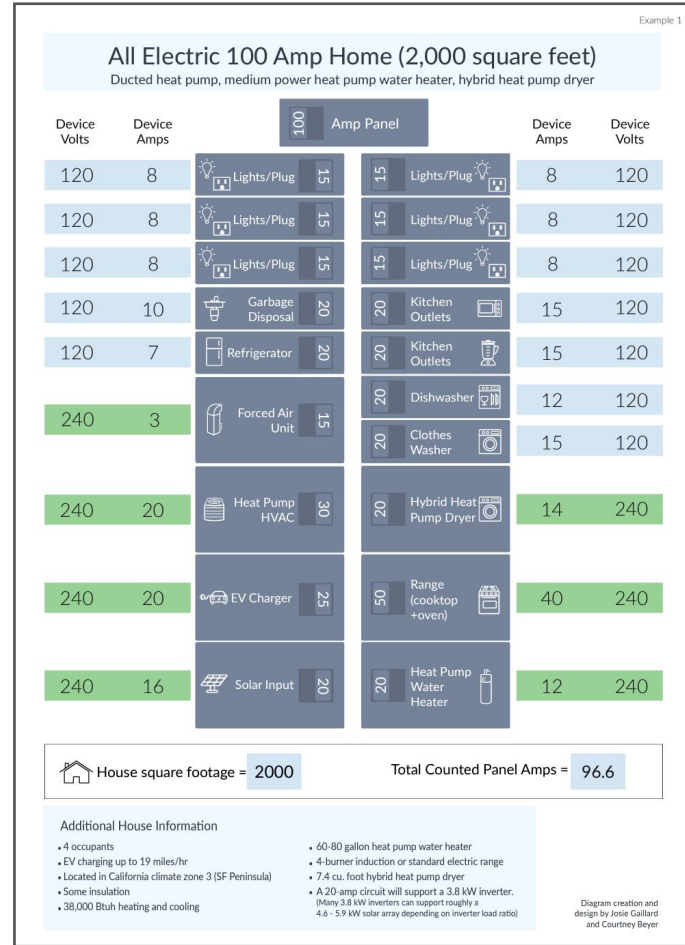 Example 1
All Electric 100 Amp Home (2,000 square feet)
Ducted heat pump, medium power heat pump water heater, hybrid heat pump dryer
Device Volts
Device Amps
100 Amp Panel
Device Amps
Device Volts
120 8 Lights/Plug 15
15 Lights/Plug 8 120
120 8 Lights/Plug 15
15 Lights/Plug 8 120
120 8 Lights/Plug 15
15 Lights/Plug 8 120
120 10 Garbage Disposal 20
20 Kitchen Outlets 15 120
120 7 Refrigerator 20
20 Kitchen Outlets 15 120
240 3 Forced Air Unit 15
20 Dishwasher 12 120
20 Clothes Washer 15 120
240 20 Heat Pump HVAC 30
20 Hybrid Heat Pump Dryer 14 240
240 20 EV Charger 25
50 Range (cooktop +oven) 40 240
240 16 Solar Input 20
20 Heat Pump Water Heater 12 240
House square footage = 2000
Total Counted Panel Amps = 96.6
Additional House Information
• 4 occupants
• EV charging up to 19 miles/hr
• Located in California climate zone 3 (SF Peninsula)
• Some insulation
• 38,000 Btuh heating and cooling
• 60-80 gallon heat pump water heater
• 4-burner induction or standard electric range
• 7.4 cu. foot hybrid heat pump dryer
• A 20-amp circuit will support a 3.8 kW inverter.
(Many 3.8 kW inverters can support roughly a
4.6 - 5.9 kW solar array depending on inverter load ratio)
Diagram creation and
design by Josie Gaillard
and Courtney Beyer